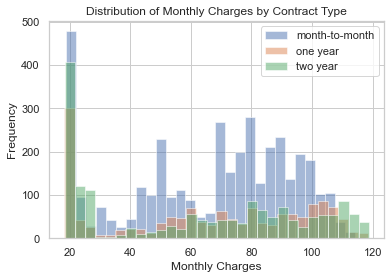 Distribution of Monthly Charges by Contract Type
500
400
300
200
100
0
Frequency
month-to-month
one year
two year
20
40
60
80
100
120
Monthly Charges